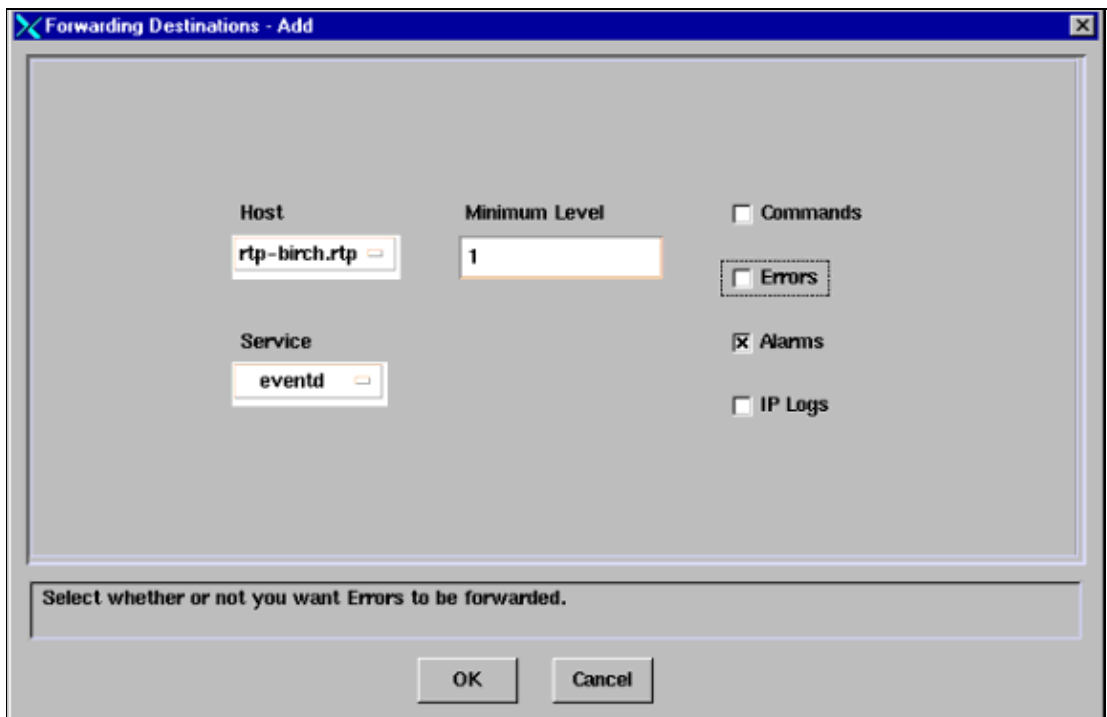 Forwarding Destinations - Add
Host
Minimum Level
Commands
rtp-birch.rtp
1
Errors
Service
Alarms
eventd
IP Logs
Select whether or not you want Errors to be forwarded.
OK
Cancel